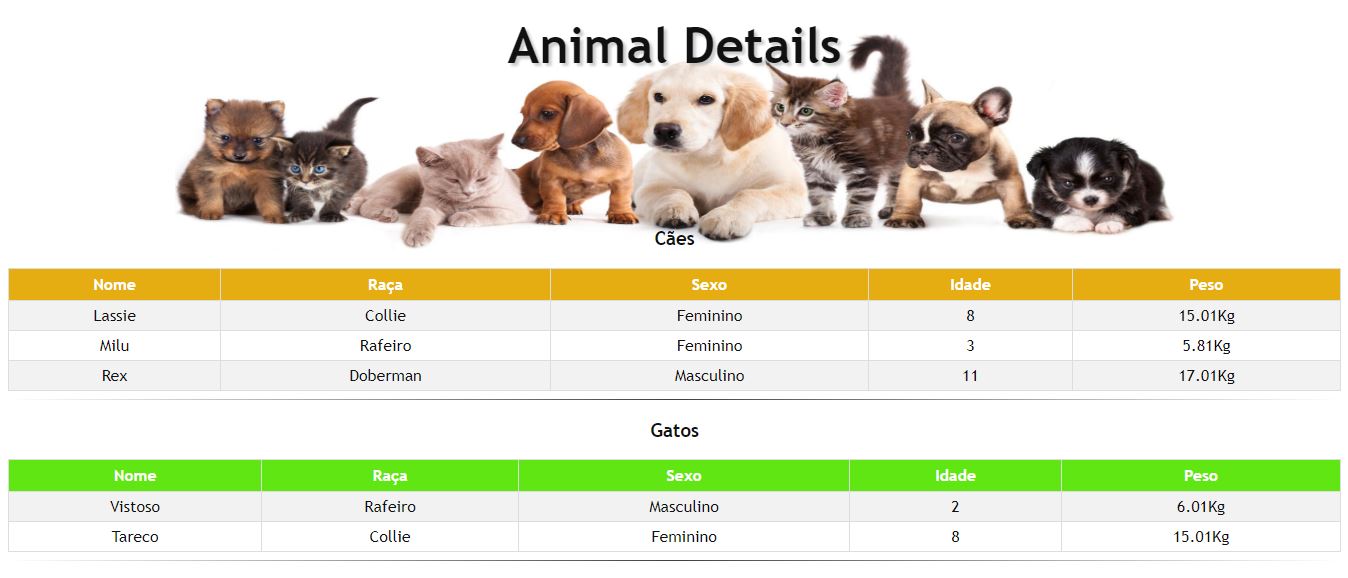 Animal Details
Cães
Nome Raça Sexo Idade Peso
Lassie Collie Feminino 8 15.01Kg
Milu Rafeiro Feminino 3 5.81Kg
Rex Doberman Masculino 11 17.01Kg
Gatos
Nome Raça Sexo Idade Peso
Vistoso Rafeiro Masculino 2 6.01Kg
Tareco Collie Feminino 8 15.01Kg